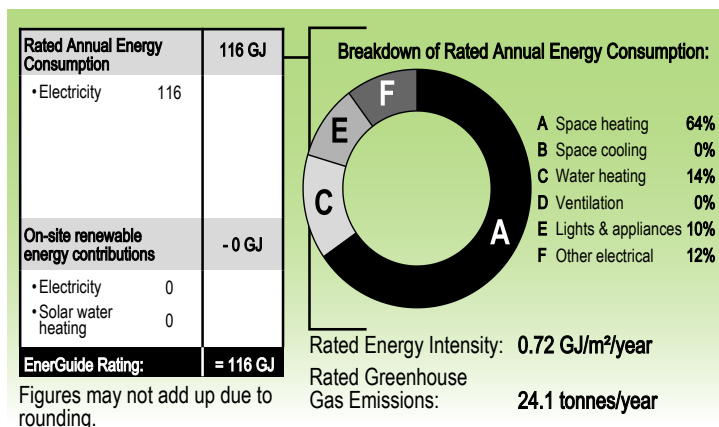 Rated Annual Energy Consumption 116 GJ
• Electricity 116
On-site renewable energy contributions - 0 GJ
• Electricity 0
• Solar water heating 0
EnerGuide Rating: = 116 GJ
Figures may not add up due to
rounding.
Breakdown of Rated Annual Energy Consumption:
F
E
C
A
A Space heating 64%
B Space cooling 0%
C Water heating 14%
D Ventilation 0%
E Lights & appliances 10%
F Other electrical 12%
Rated Energy Intensity: 0.72 GJ/m²/year
Rated Greenhouse
Gas Emissions: 24.1 tonnes/year